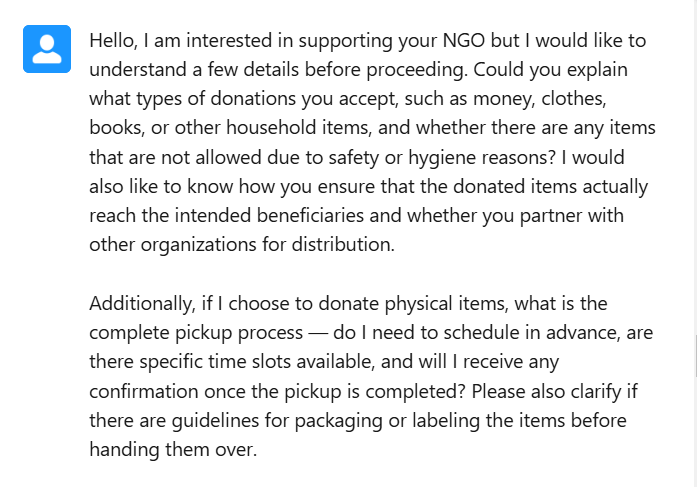 Hello, I am interested in supporting your NGO but I would like to
understand a few details before proceeding. Could you explain
what types of donations you accept, such as money, clothes,
books, or other household items, and whether there are any items
that are not allowed due to safety or hygiene reasons? I would
also like to know how you ensure that the donated items actually
reach the intended beneficiaries and whether you partner with
other organizations for distribution.
Additionally, if I choose to donate physical items, what is the
complete pickup process — do I need to schedule in advance, are
there specific time slots available, and will I receive any
confirmation once the pickup is completed? Please also clarify if
there are guidelines for packaging or labeling the items before
handing them over.